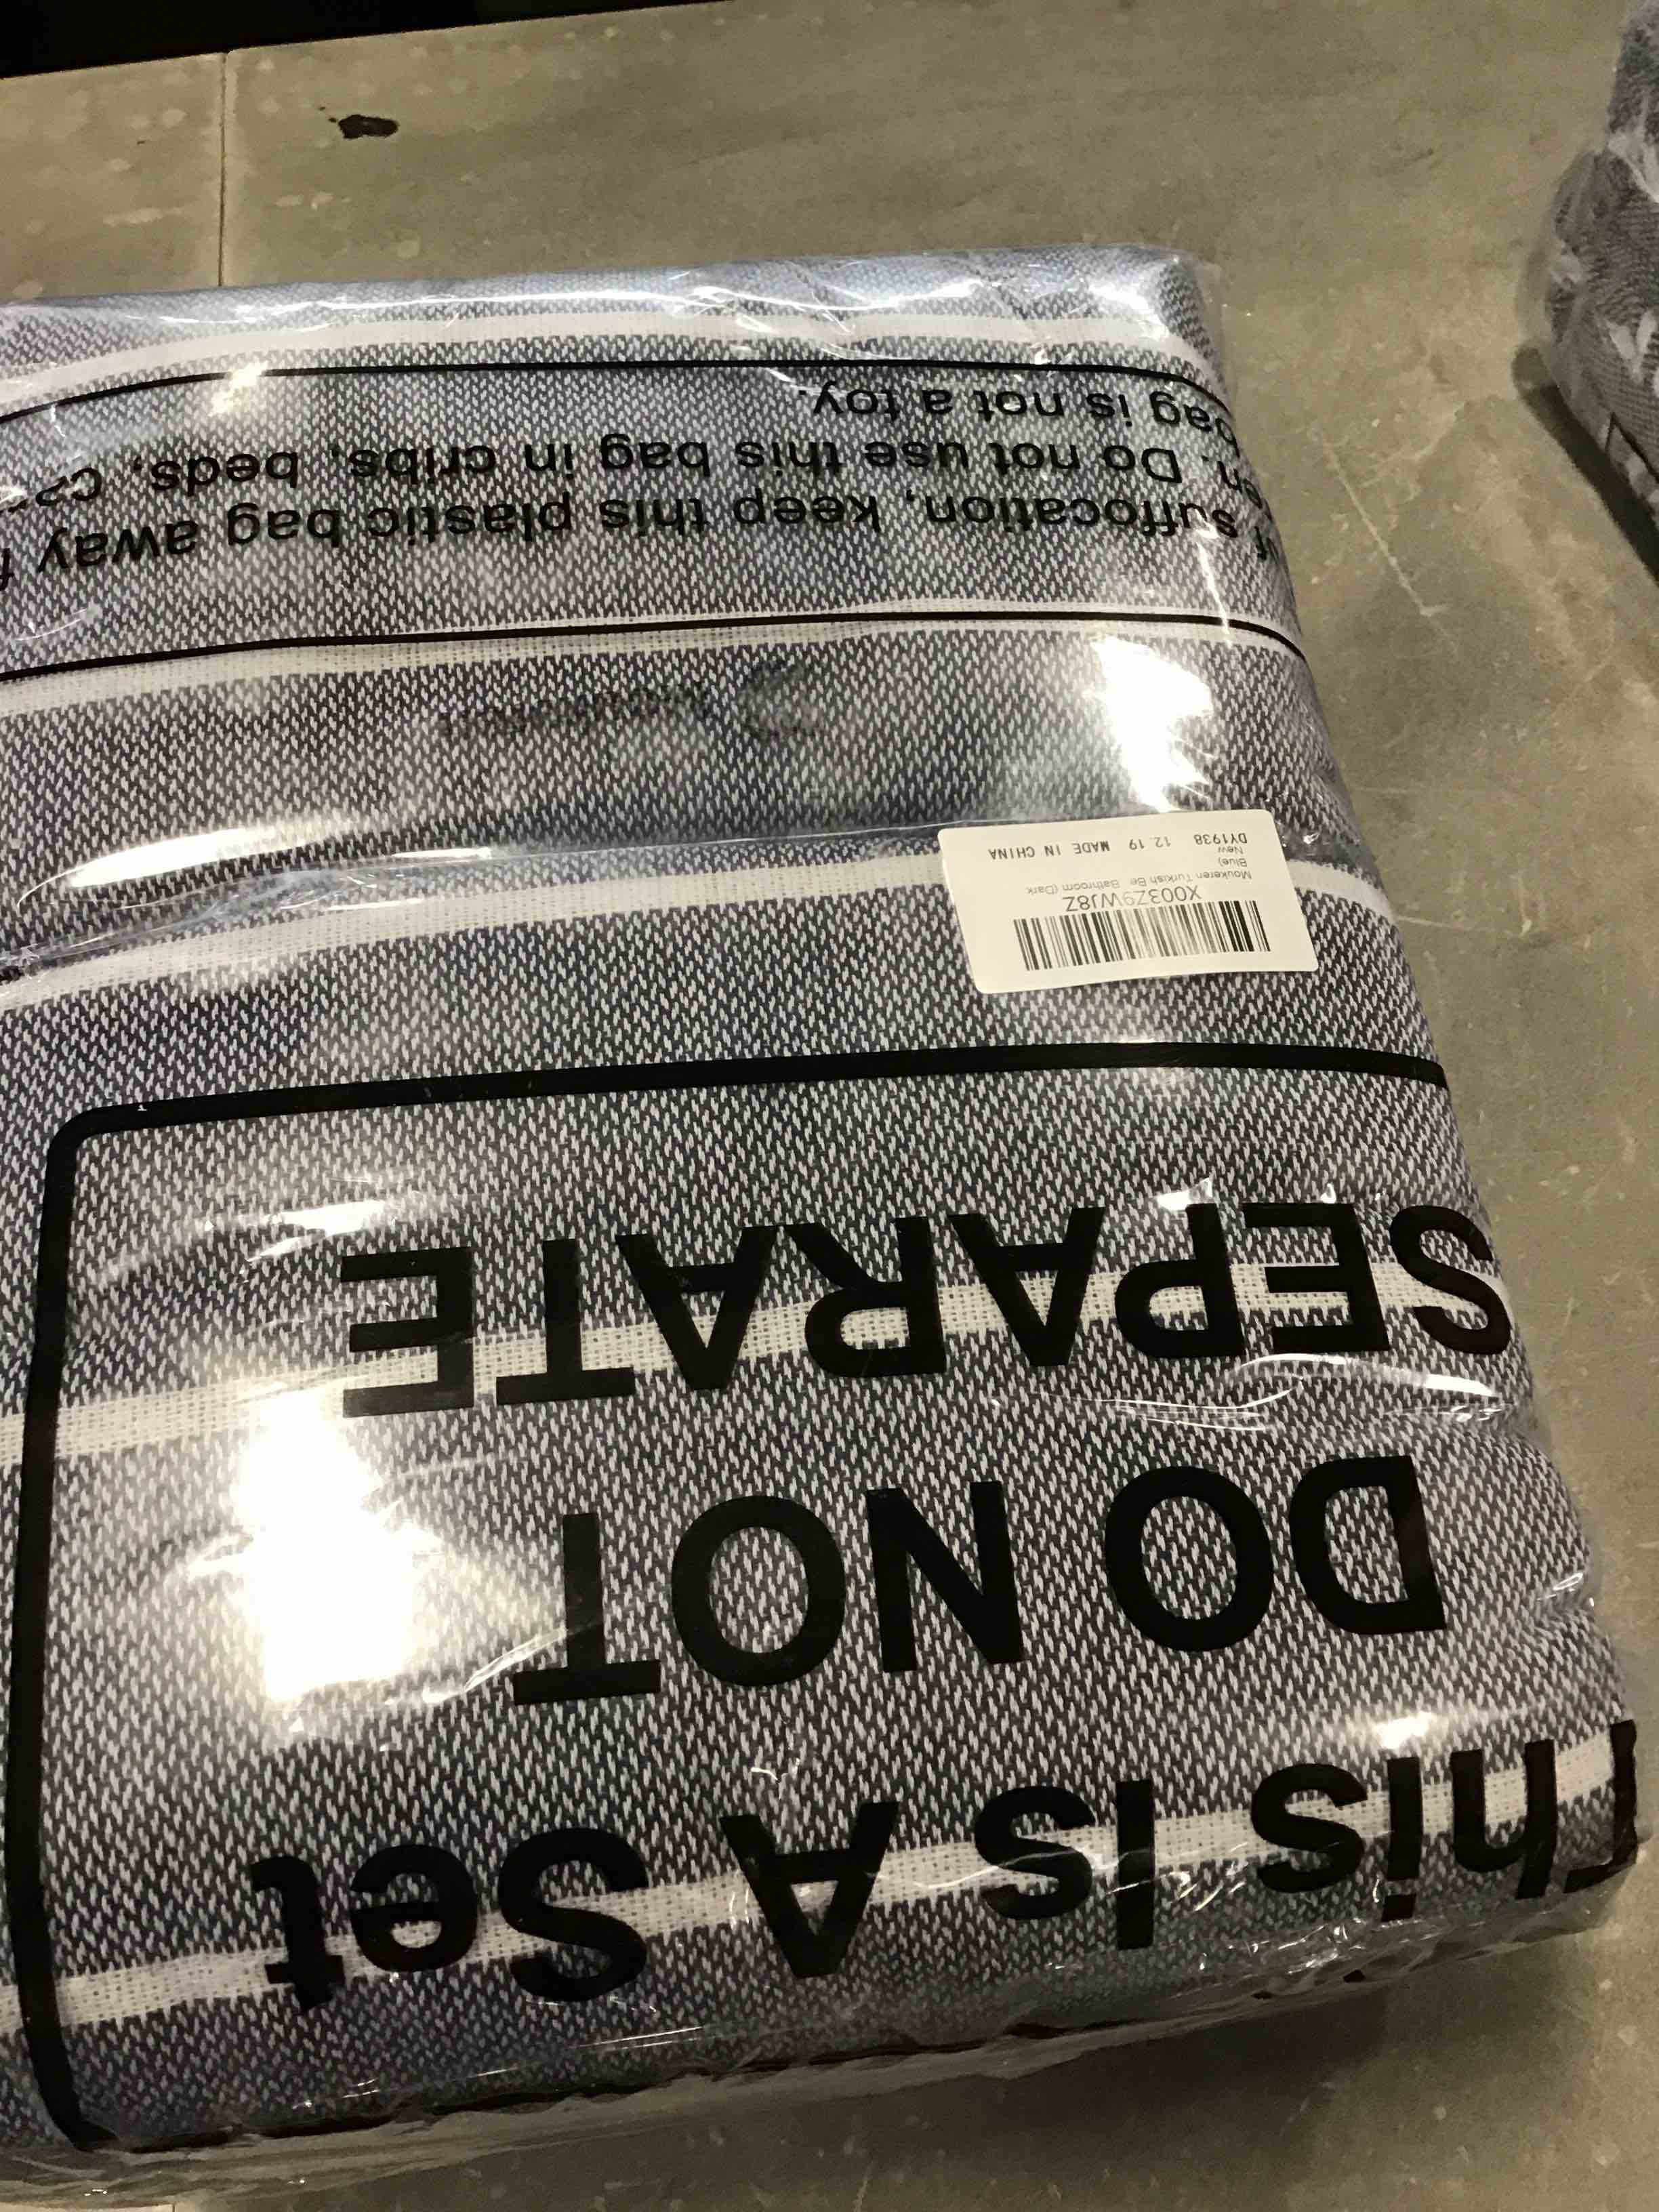 This Is A Set
DO NOT
SEPARATE
X003Z9WJ8Z
Moukeren Turkish Be Bathroom (Dark
Blue)
New
DY1938 12.19 MADE IN CHINA
of suffocation, keep this plastic bag away
en. Do not use this bag in cribs, beds,
bag is not a toy.